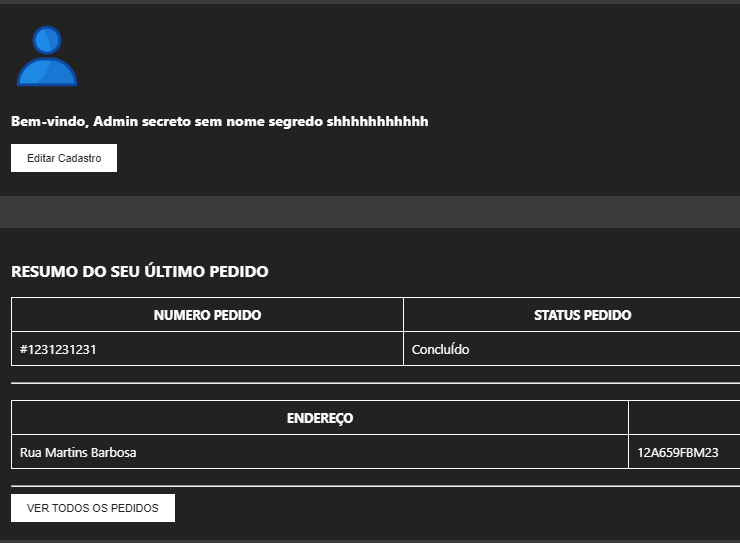 Bem-vindo, Admin secreto sem nome segredo shhhhhhhhhhh
Editar Cadastro
RESUMO DO SEU ÚLTIMO PEDIDO
NUMERO PEDIDO STATUS PEDIDO
#1231231231 ConcluÍdo
ENDEREÇO
Rua Martins Barbosa 12A659FBM23
VER TODOS OS PEDIDOS